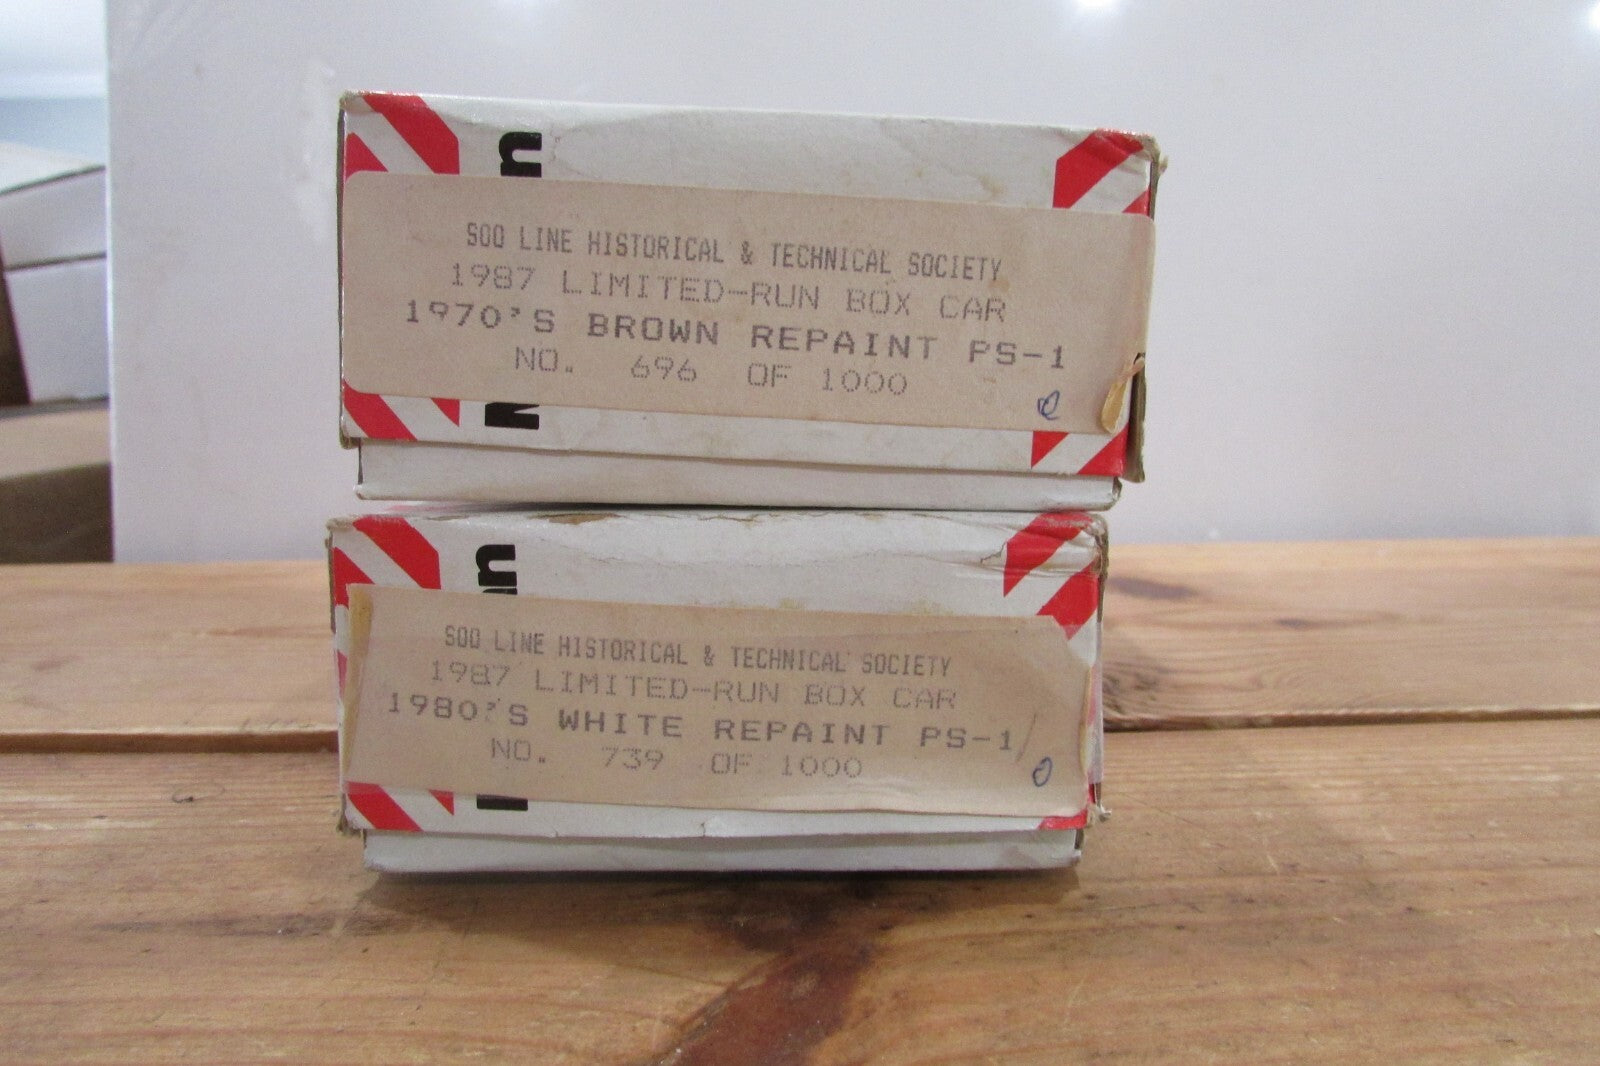 SOO LINE HISTORICAL & TECHNICAL SOCIETY
1987 LIMITED-RUN BOX CAR
1970'S BROWN REPAINT PS-1
NO. 696 OF 1000
SOO LINE HISTORICAL & TECHNICAL SOCIETY
1987 LIMITED-RUN BOX CAR
1980'S WHITE REPAINT PS-1
NO. 739 OF 1000